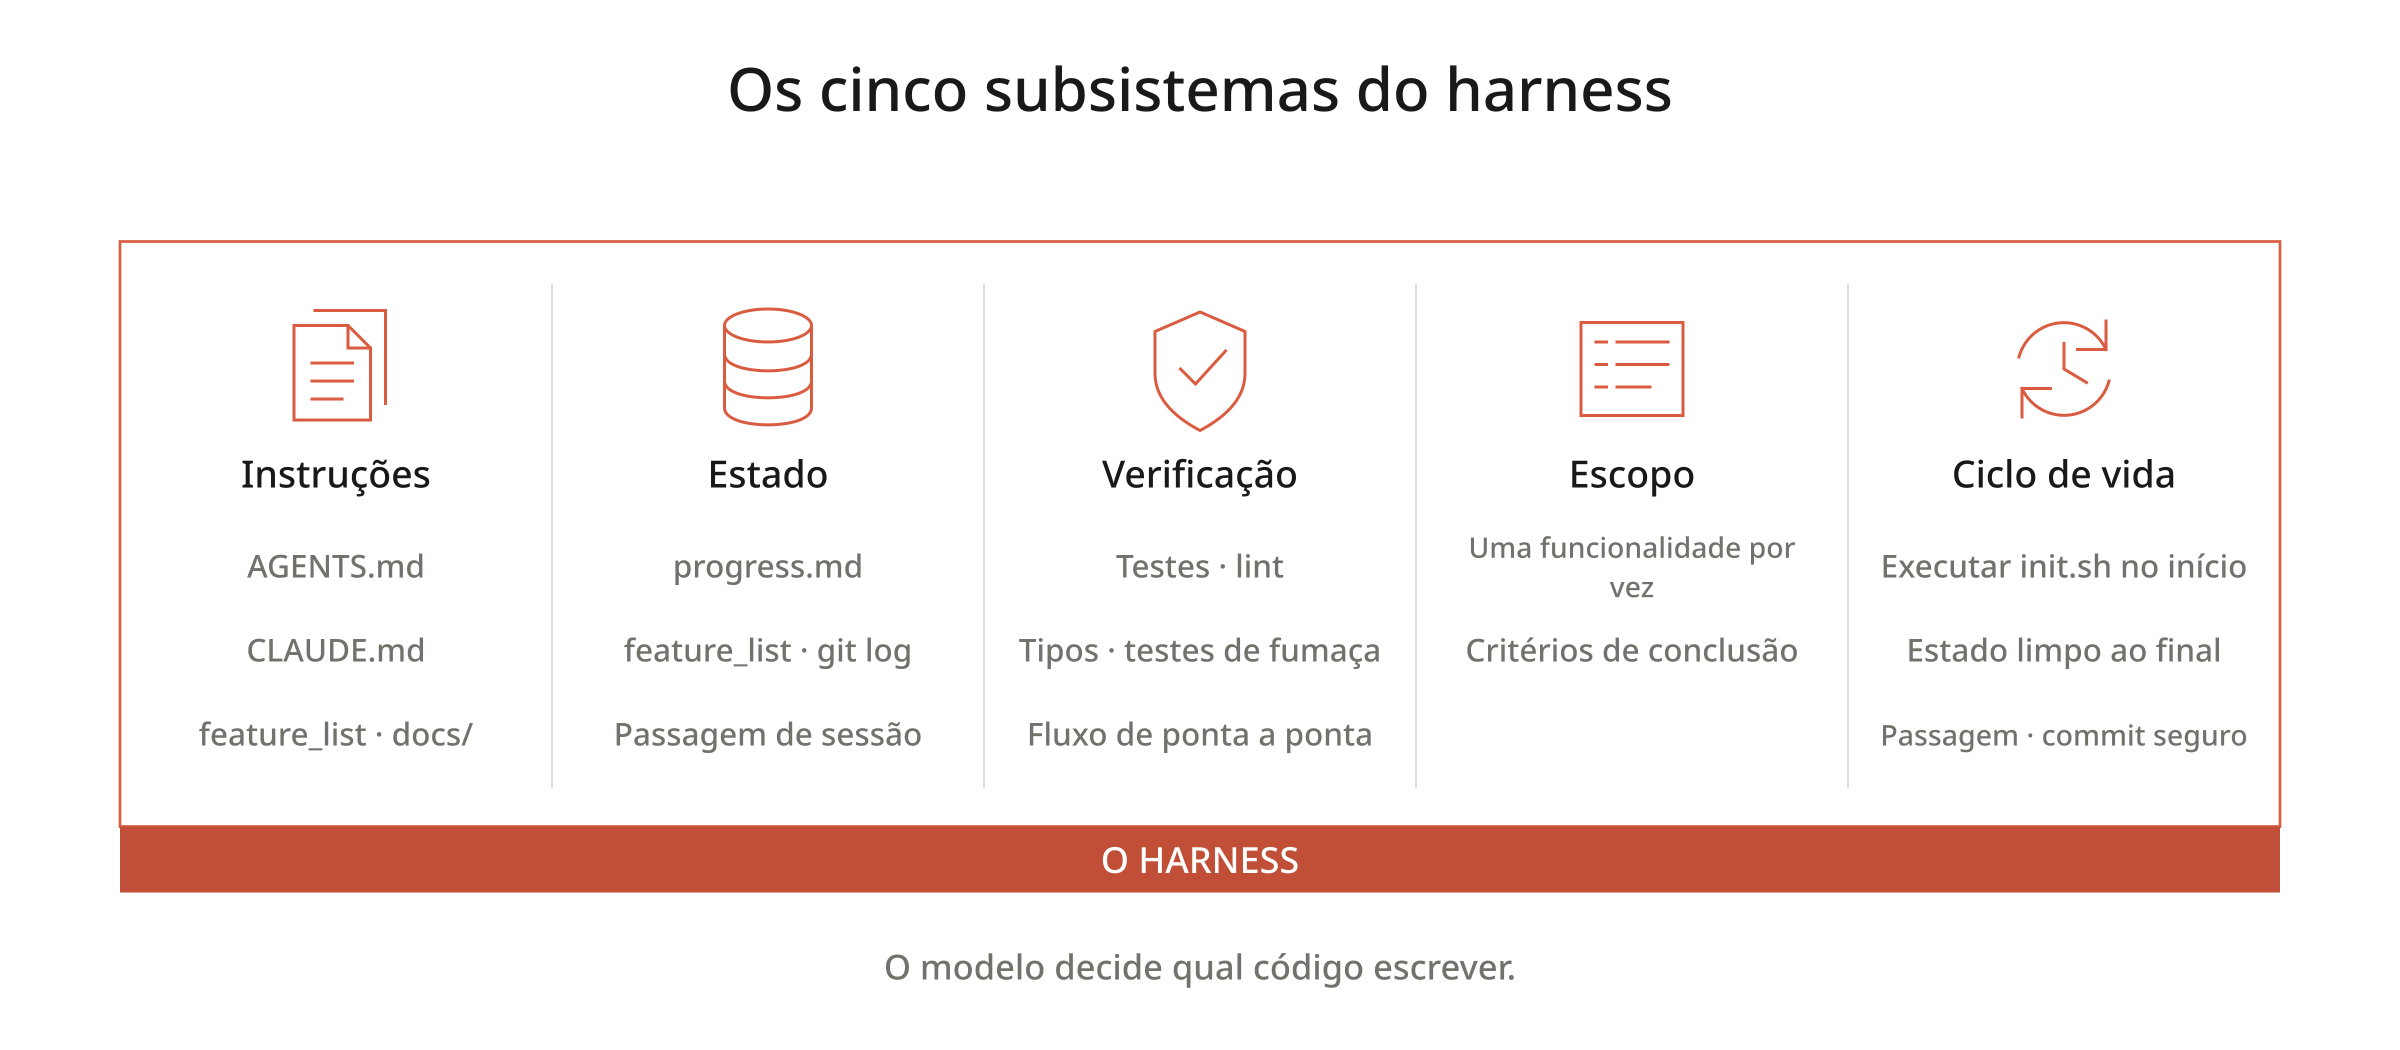 Os cinco subsistemas do harness
Instruções
AGENTS.md
CLAUDE.md
feature_list · docs/
Estado
progress.md
feature_list · git log
Passagem de sessão
Verificação
Testes · lint
Tipos · testes de fumaça
Fluxo de ponta a ponta
Escopo
Uma funcionalidade por
vez
Critérios de conclusão
Ciclo de vida
Executar init.sh no início
Estado limpo ao final
Passagem · commit seguro
O HARNESS
O modelo decide qual código escrever.